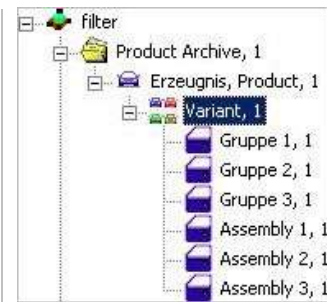 filter
Product Archive, 1
Erzeugnis, Product, 1
Variant, 1
Gruppe 1, 1
Gruppe 2, 1
Gruppe 3, 1
Assembly 1, 1
Assembly 2, 1
Assembly 3, 1